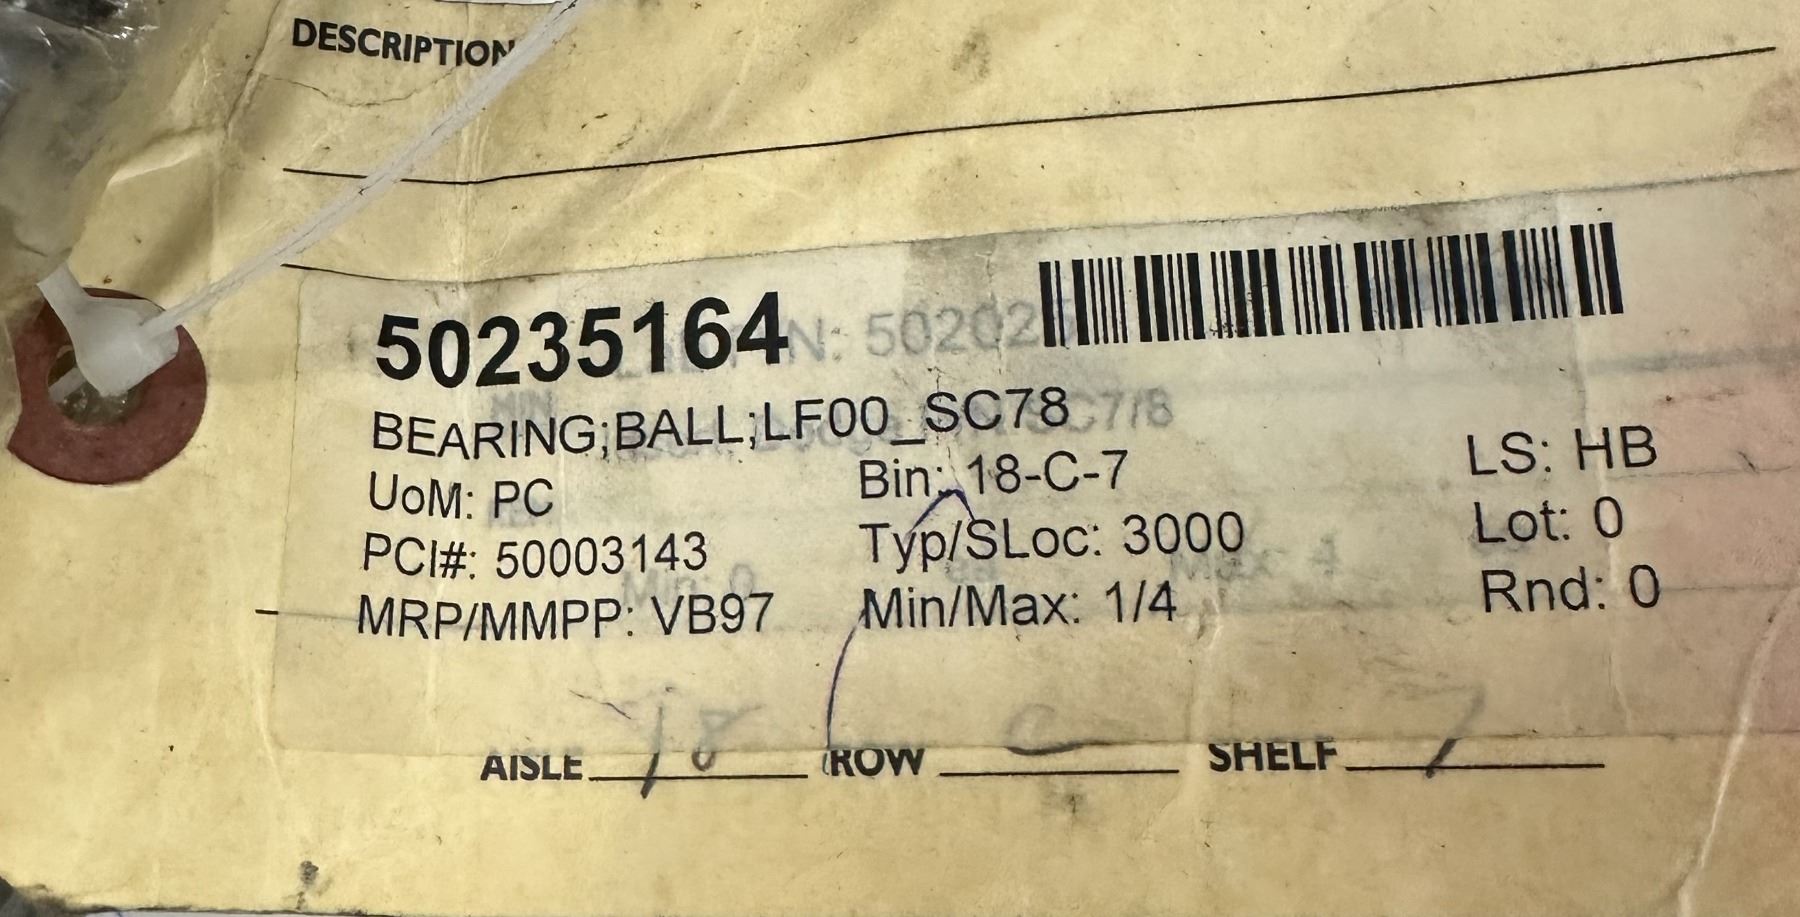 DESCRIPTION
50235164
BEARING;BALL;LF00_SC78
UoM: PC Bin: 18-C-7 LS: HB
PCI#: 50003143 Typ/SLoc: 3000 Lot: 0
MRP/MMPP: VB97 Min/Max: 1/4 Rnd: 0
AISLE 18 ROW C SHELF 7